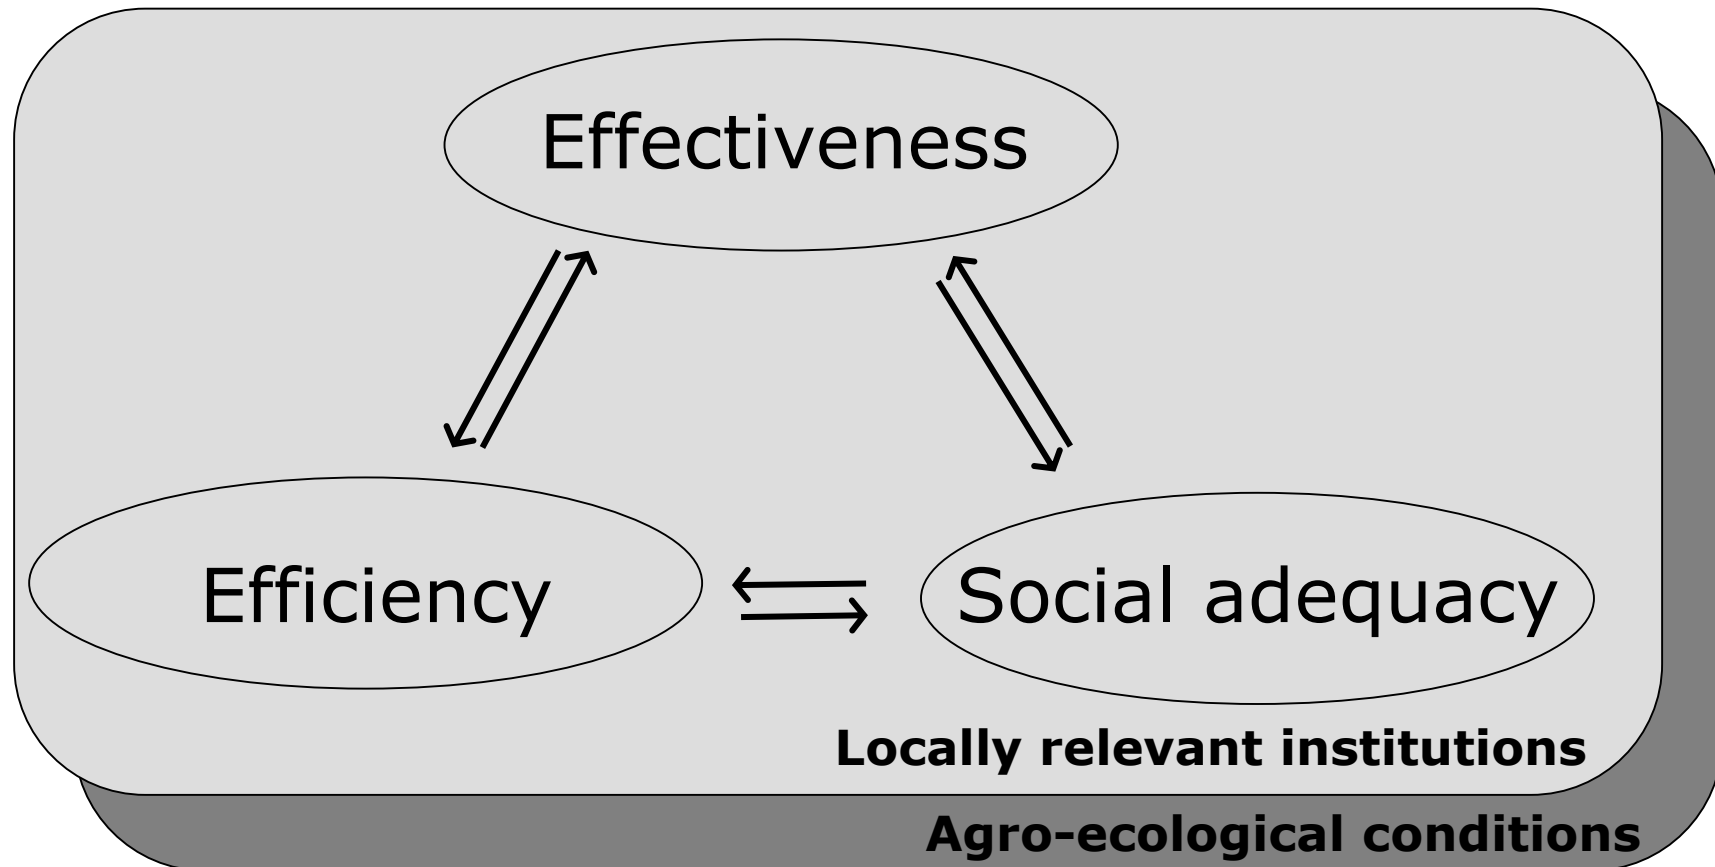 Effectiveness
Efficiency
Social adequacy
Locally relevant institutions
Agro-ecological conditions